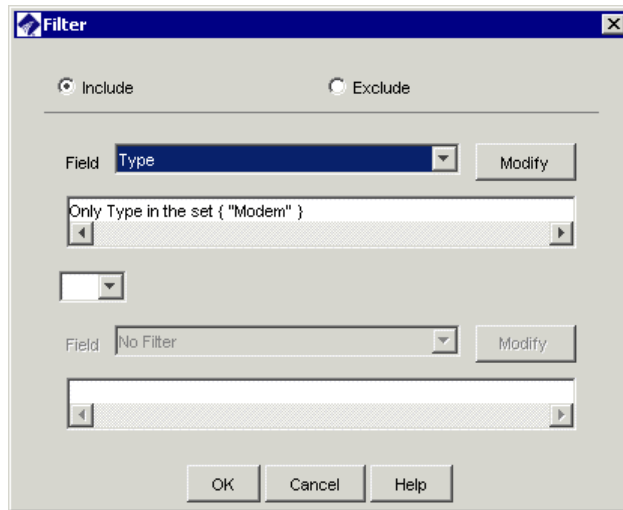 Filter
Include Exclude
Field Type Modify
Only Type in the set { "Modem" }
Field No Filter Modify
OK Cancel Help